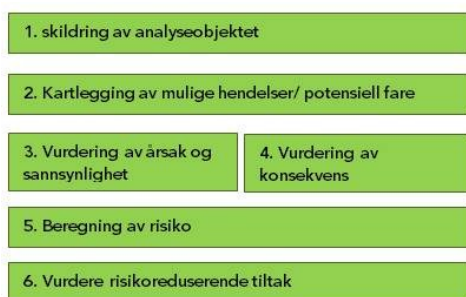 1. skildring av analyseobjektet
2. Kartlegging av mulige hendelser/ potensiell fare
3. Vurdering av årsak og
sannsynlighet
4. Vurdering av
konsekvens
5. Beregning av risiko
6. Vurdere risikoreduserende tiltak